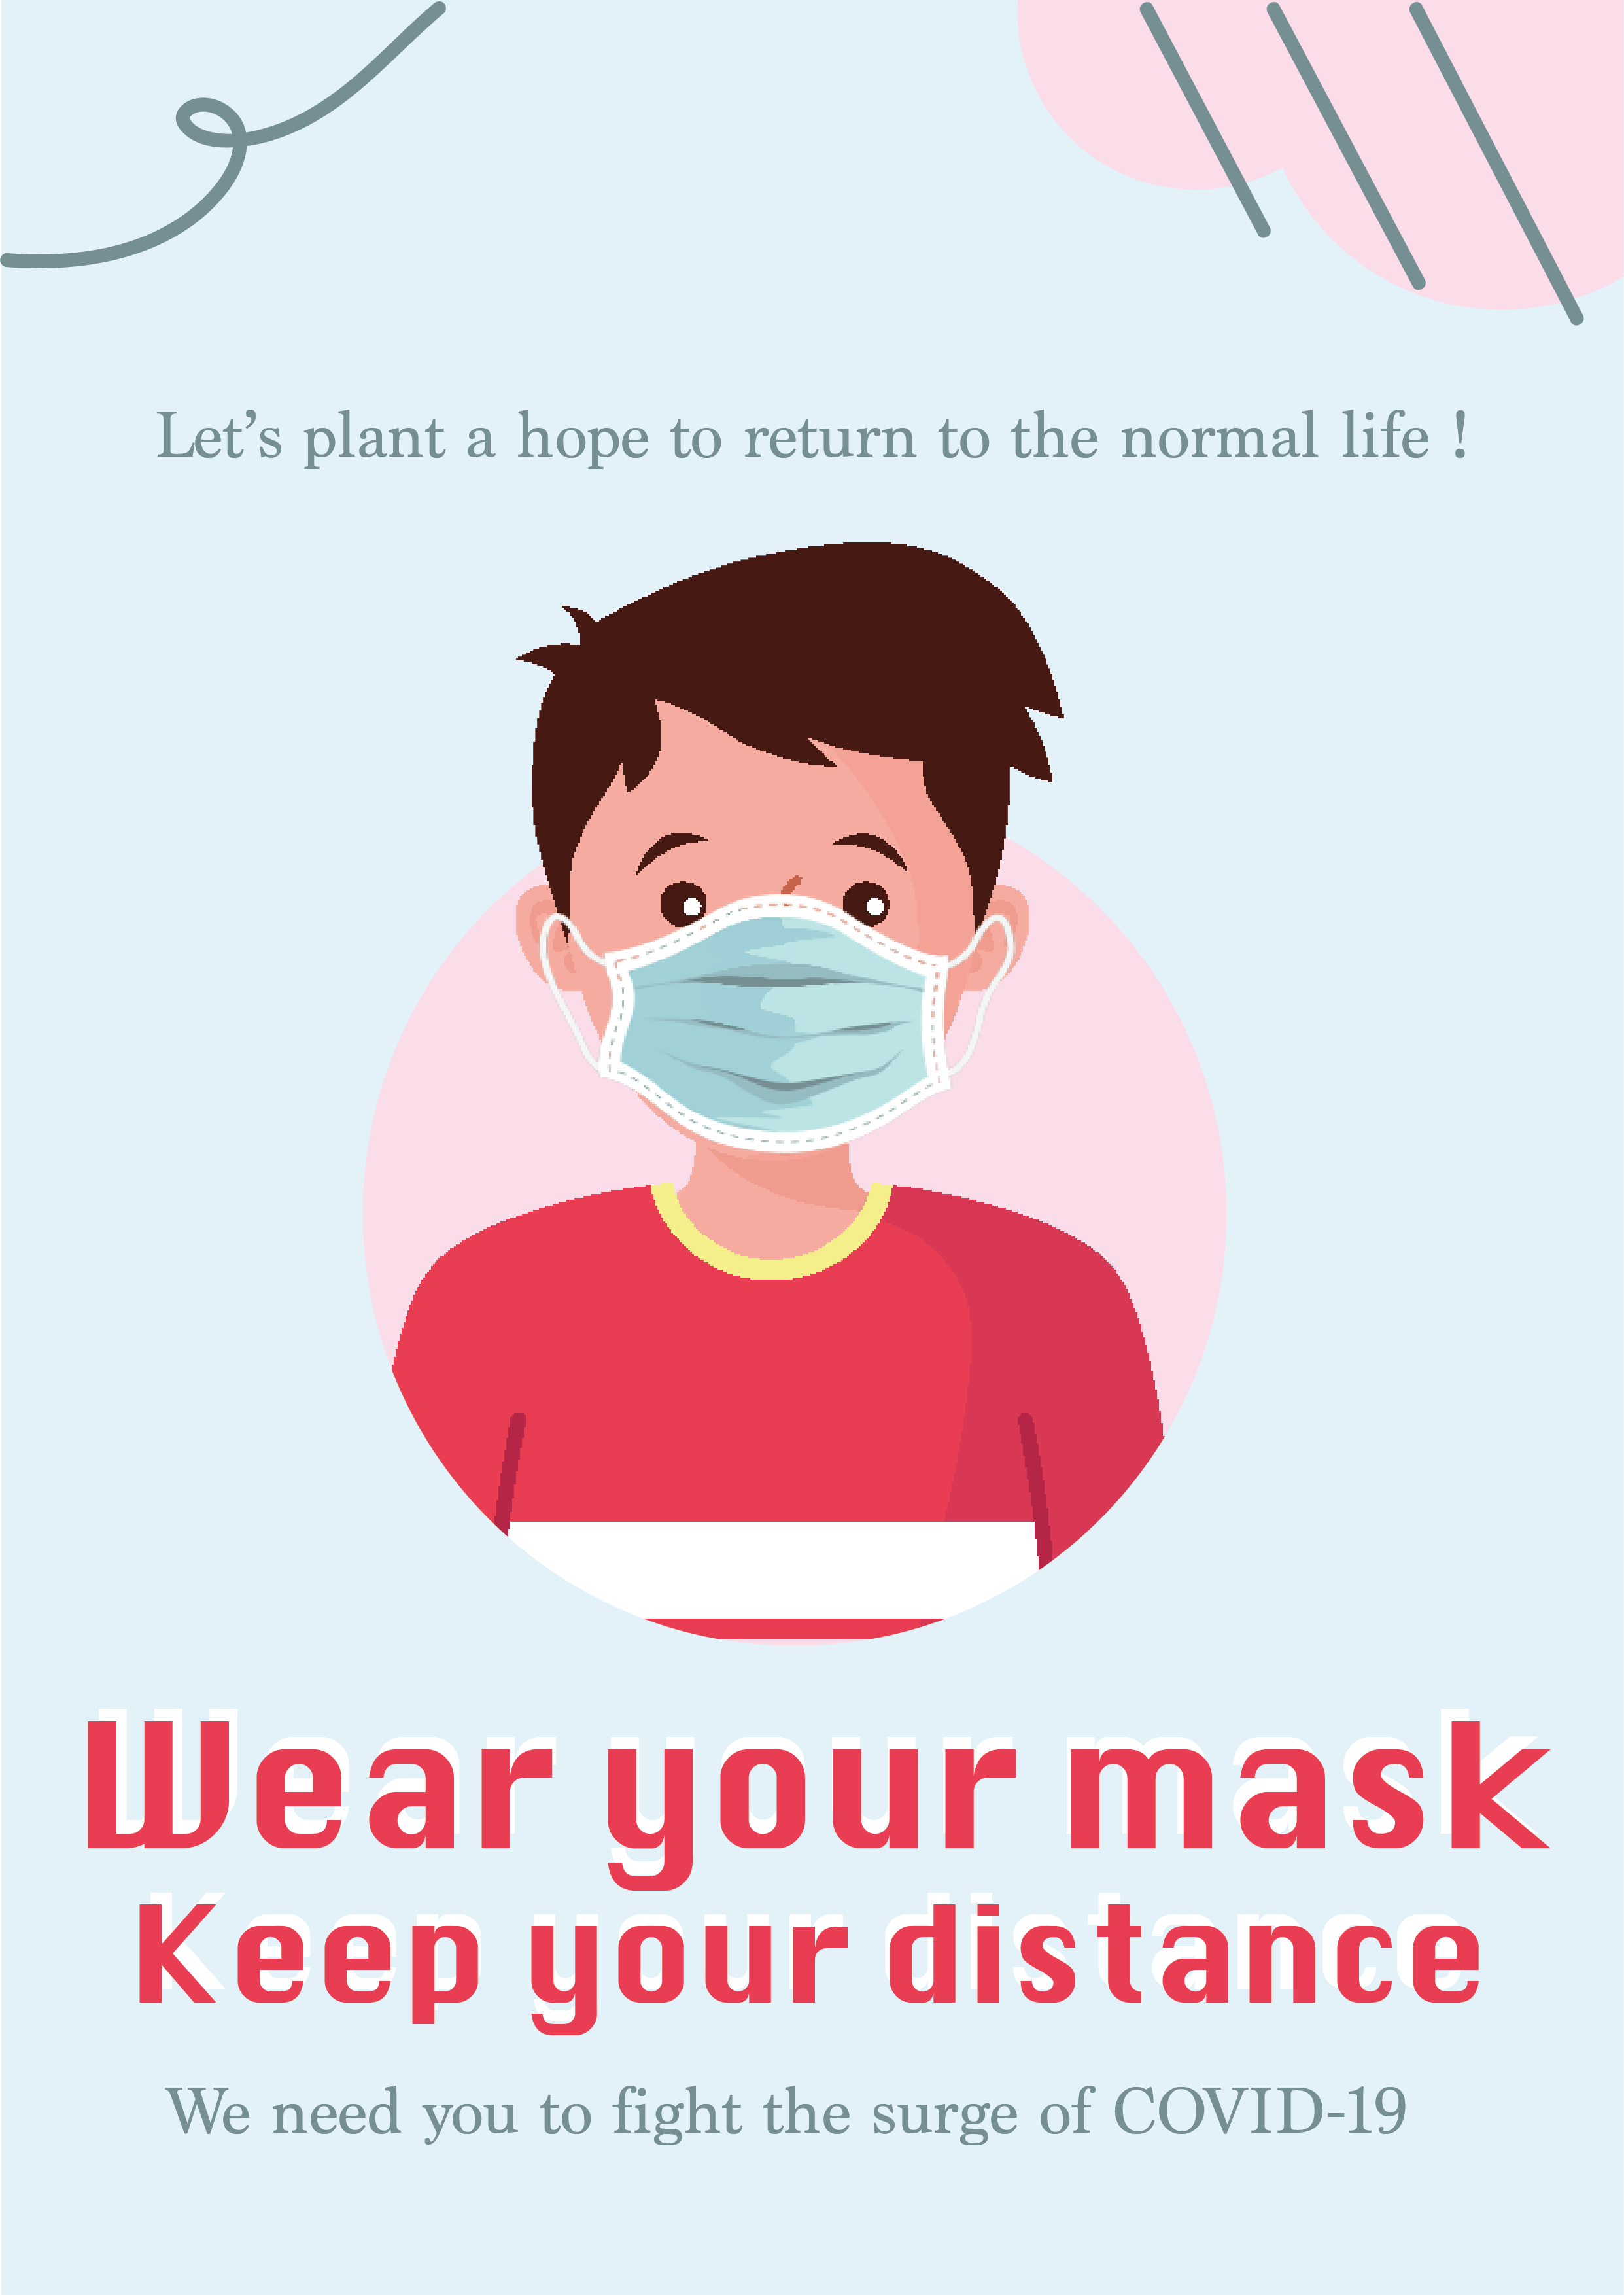 Let’s plant a hope to return to the normal life !
Wear your mask
Keep your distance
We need you to fight the surge of COVID-19